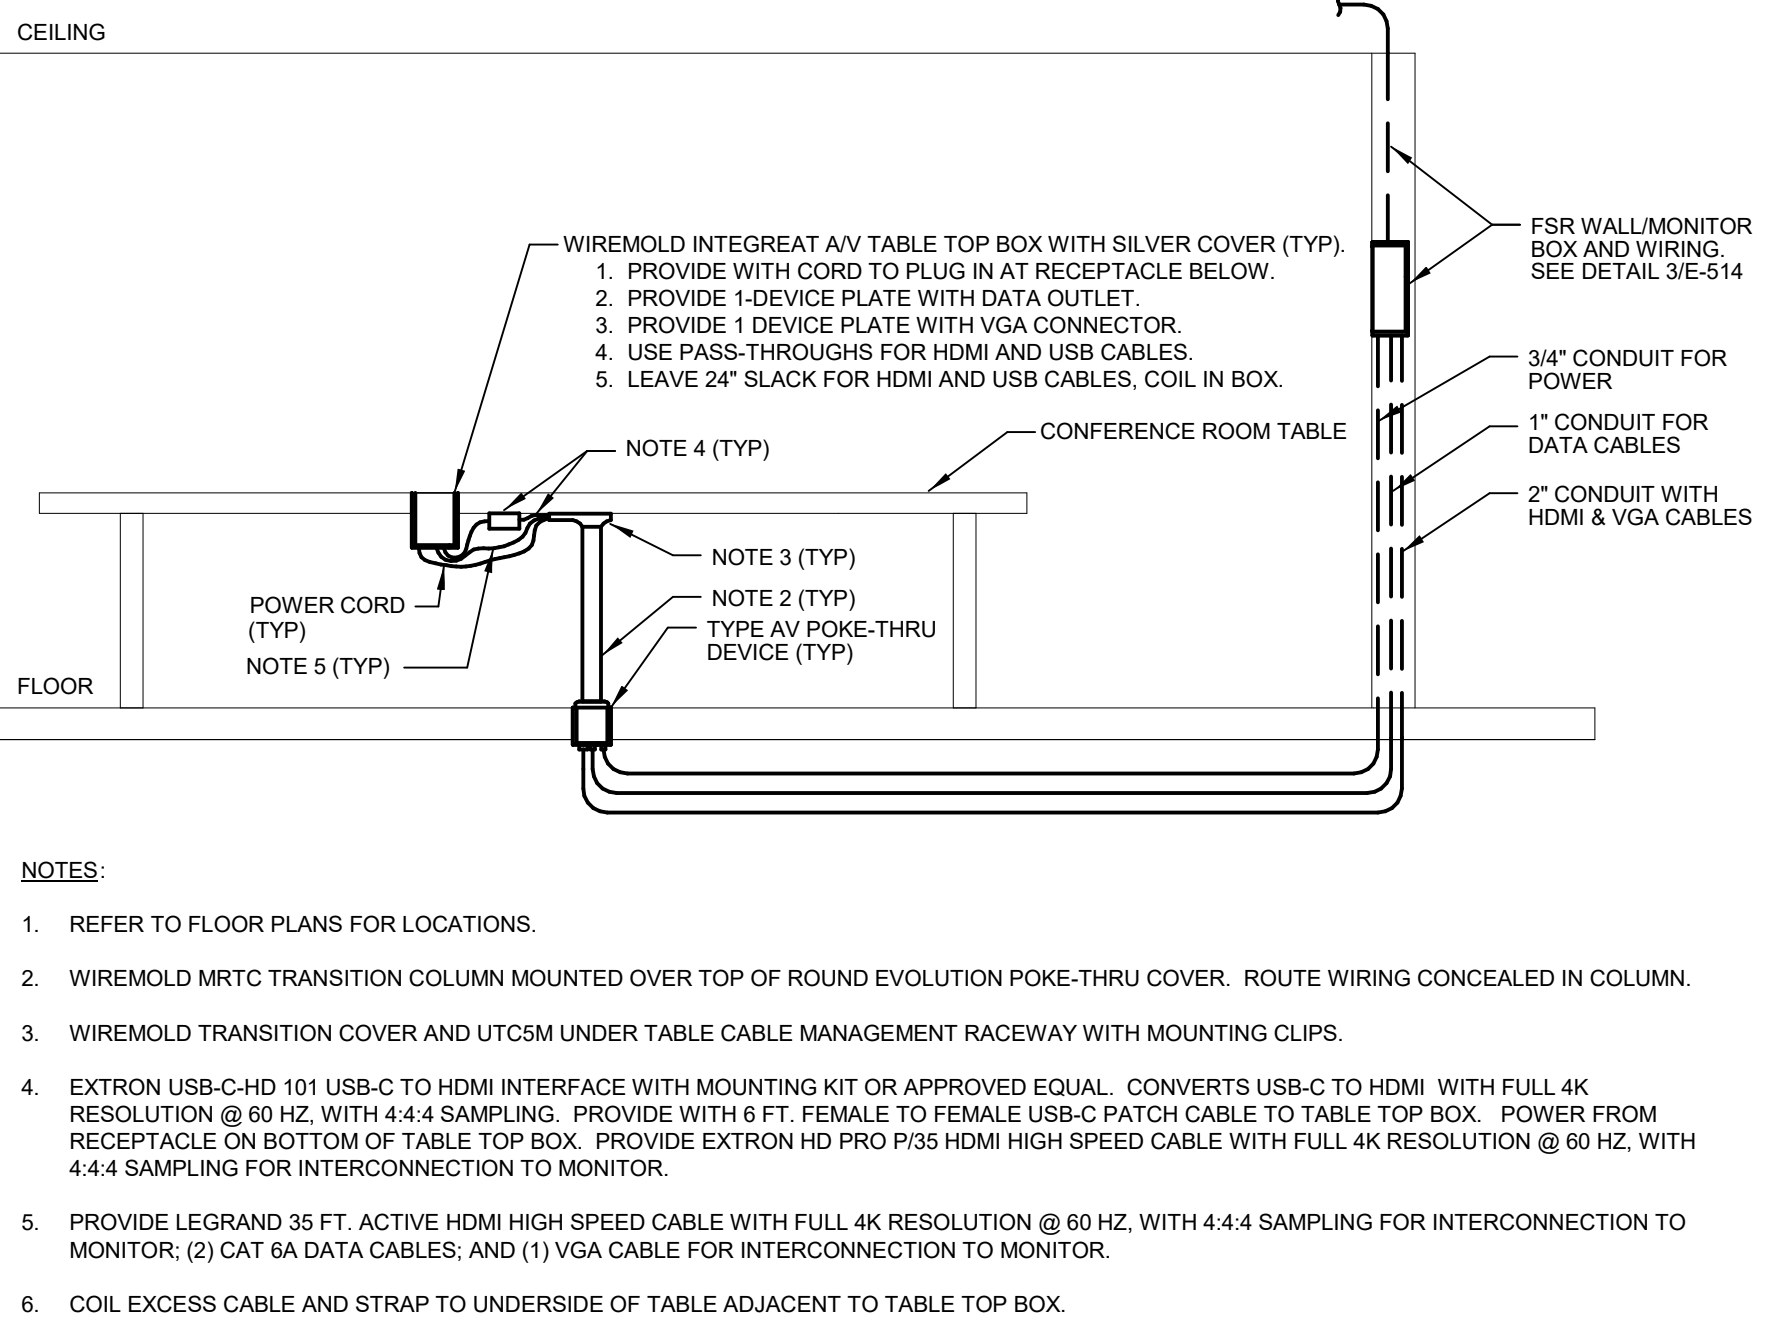 CEILING
WIREMOLD INTEGREAT A/V TABLE TOP BOX WITH SILVER COVER (TYP).
1. PROVIDE WITH CORD TO PLUG IN AT RECEPTACLE BELOW.
2. PROVIDE 1-DEVICE PLATE WITH DATA OUTLET.
3. PROVIDE 1 DEVICE PLATE WITH VGA CONNECTOR.
4. USE PASS-THROUGHS FOR HDMI AND USB CABLES.
5. LEAVE 24" SLACK FOR HDMI AND USB CABLES, COIL IN BOX.
FSR WALL/MONITOR
BOX AND WIRING.
SEE DETAIL 3/E-514
3/4" CONDUIT FOR
POWER
1" CONDUIT FOR
DATA CABLES
2" CONDUIT WITH
HDMI & VGA CABLES
NOTE 4 (TYP)
CONFERENCE ROOM TABLE
NOTE 3 (TYP)
NOTE 2 (TYP)
TYPE AV POKE-THRU
DEVICE (TYP)
POWER CORD
(TYP)
NOTE 5 (TYP)
FLOOR
NOTES:
1. REFER TO FLOOR PLANS FOR LOCATIONS.
2. WIREMOLD MRTC TRANSITION COLUMN MOUNTED OVER TOP OF ROUND EVOLUTION POKE-THRU COVER. ROUTE WIRING CONCEALED IN COLUMN.
3. WIREMOLD TRANSITION COVER AND UTC5M UNDER TABLE CABLE MANAGEMENT RACEWAY WITH MOUNTING CLIPS.
4. EXTRON USB-C-HD 101 USB-C TO HDMI INTERFACE WITH MOUNTING KIT OR APPROVED EQUAL. CONVERTS USB-C TO HDMI WITH FULL 4K
RESOLUTION @ 60 HZ, WITH 4:4:4 SAMPLING. PROVIDE WITH 6 FT. FEMALE TO FEMALE USB-C PATCH CABLE TO TABLE TOP BOX. POWER FROM
RECEPTACLE ON BOTTOM OF TABLE TOP BOX. PROVIDE EXTRON HD PRO P/35 HDMI HIGH SPEED CABLE WITH FULL 4K RESOLUTION @ 60 HZ, WITH
4:4:4 SAMPLING FOR INTERCONNECTION TO MONITOR.
5. PROVIDE LEGRAND 35 FT. ACTIVE HDMI HIGH SPEED CABLE WITH FULL 4K RESOLUTION @ 60 HZ, WITH 4:4:4 SAMPLING FOR INTERCONNECTION TO
MONITOR; (2) CAT 6A DATA CABLES; AND (1) VGA CABLE FOR INTERCONNECTION TO MONITOR.
6. COIL EXCESS CABLE AND STRAP TO UNDERSIDE OF TABLE ADJACENT TO TABLE TOP BOX.